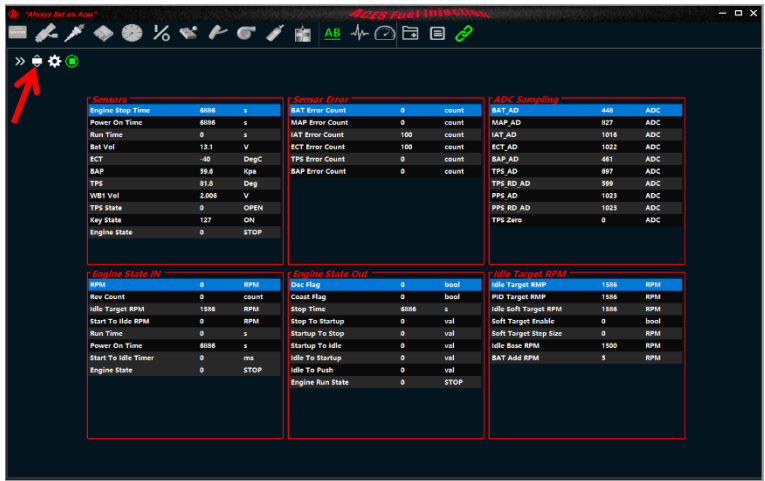 "Always Bet on Aces"
ACES Fuel Injection
AB
Sensors
Engine Stop Time 6886 s
Power On Time 6886 s
Run Time 0 s
Bat Vol 13.1 V
ECT -40 DegC
BAP 59.6 Kpa
TPS 81.8 Deg
WB1 Vol 2.006 V
TPS State 0 OPEN
Key State 127 ON
Engine State 0 STOP
Sensor Error
BAT Error Count 0 count
MAP Error Count 0 count
IAT Error Count 100 count
ECT Error Count 100 count
TPS Error Count 0 count
BAP Error Count 0 count
ADC Sampling
BAT_AD 448 ADC
MAP_AD 827 ADC
IAT_AD 1016 ADC
ECT_AD 1022 ADC
BAP_AD 461 ADC
TPS_AD 697 ADC
TPS_RD_AD 599 ADC
PPS_AD 1023 ADC
PPS_RD_AD 1023 ADC
TPS Zero 0 ADC
Engine State IN
RPM 0 RPM
Rev Count 0 count
Idle Target RPM 1586 RPM
Start To Ilde RPM 0 RPM
Run Time 0 s
Power On Time 6886 s
Start To Idle Timer 0 ms
Engine State 0 STOP
Engine State Out
Dec Flag 0 bool
Coast Flag 0 bool
Stop Time 6886 s
Stop To Startup 0 val
Startup To Stop 0 val
Startup To Idle 0 val
Idle To Startup 0 val
Idle To Push 0 val
Engine Run State 0 STOP
Idle Target RPM
Idle Target RMP 1586 RPM
PID Target RMP 1586 RPM
Idle Soft Target RPM 1586 RPM
Soft Target Enable 0 bool
Soft Target Step Size 0 RPM
Idle Base RPM 1500 RPM
BAT Add RPM 5 RPM